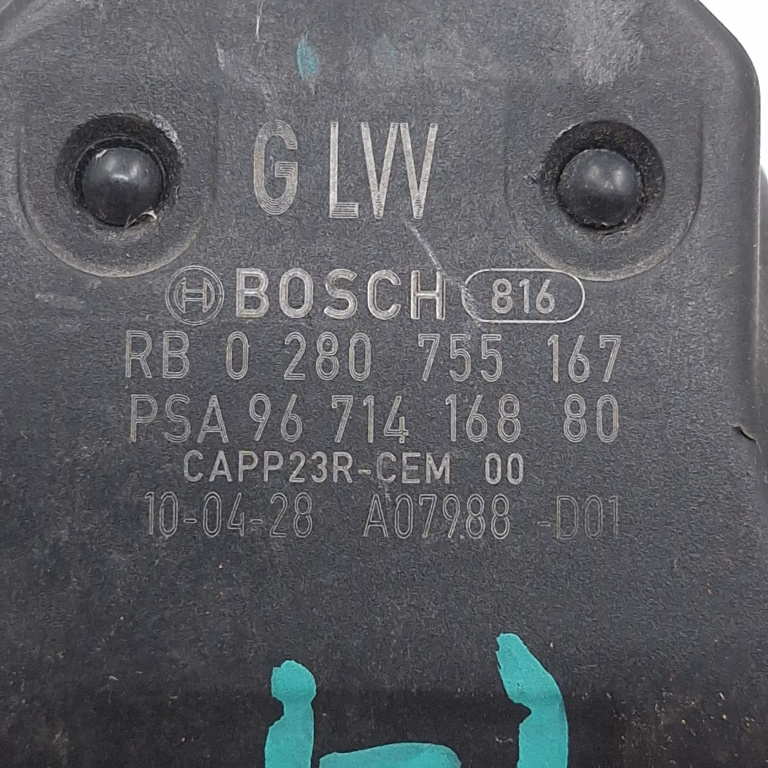 G LVV
BOSCH 816
RB 0 280 755 167
PSA 96 714 168 80
CAPP23R-CEM 00
10-04-28 A07988 -D01